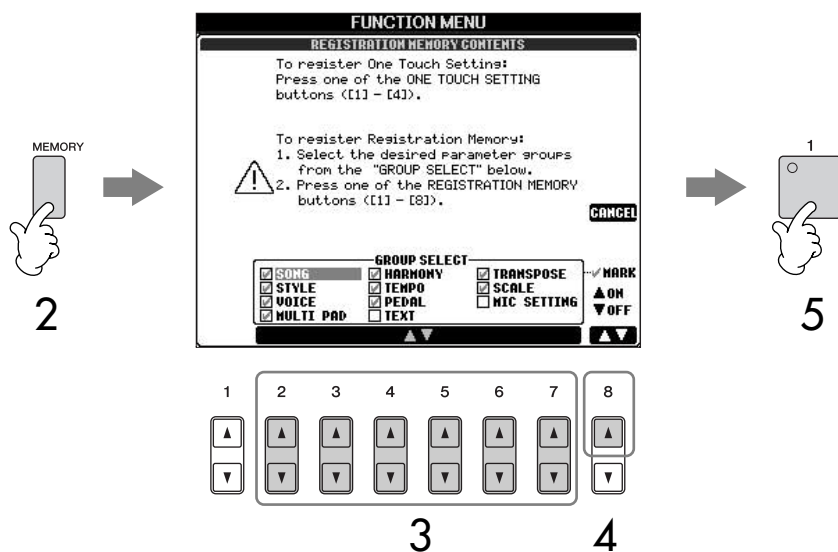 FUNCTION MENU
REGISTRATION MEMORY CONTENTS
To register One Touch Setting:
Press one of the ONE TOUCH SETTING
buttons ([1] - [4]).
To register Registration Memory:
1. Select the desired parameter groups
from the "GROUP SELECT" below.
2. Press one of the REGISTRATION MEMORY
buttons ([1] - [8]).
CANCEL
GROUP SELECT
SONG HARMONY TRANSPOSE
STYLE TEMPO SCALE
VOICE PEDAL MIC SETTING
MULTI PAD TEXT
MARK
▲ON
▼OFF
MEMORY
2
1
5
1 2 3 4 5 6 7 8
3 4